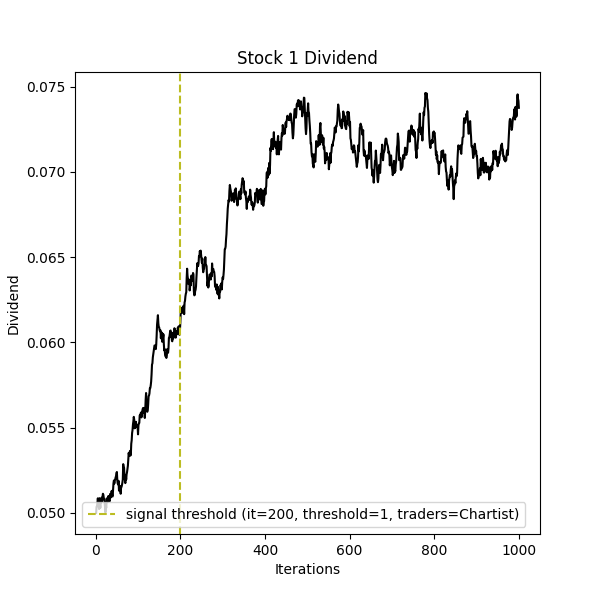 Stock 1 Dividend
0.075
0.070
0.065
0.060
0.055
0.050
Dividend
signal threshold (it=200, threshold=1, traders=Chartist)
0 200 400 600 800 1000
Iterations